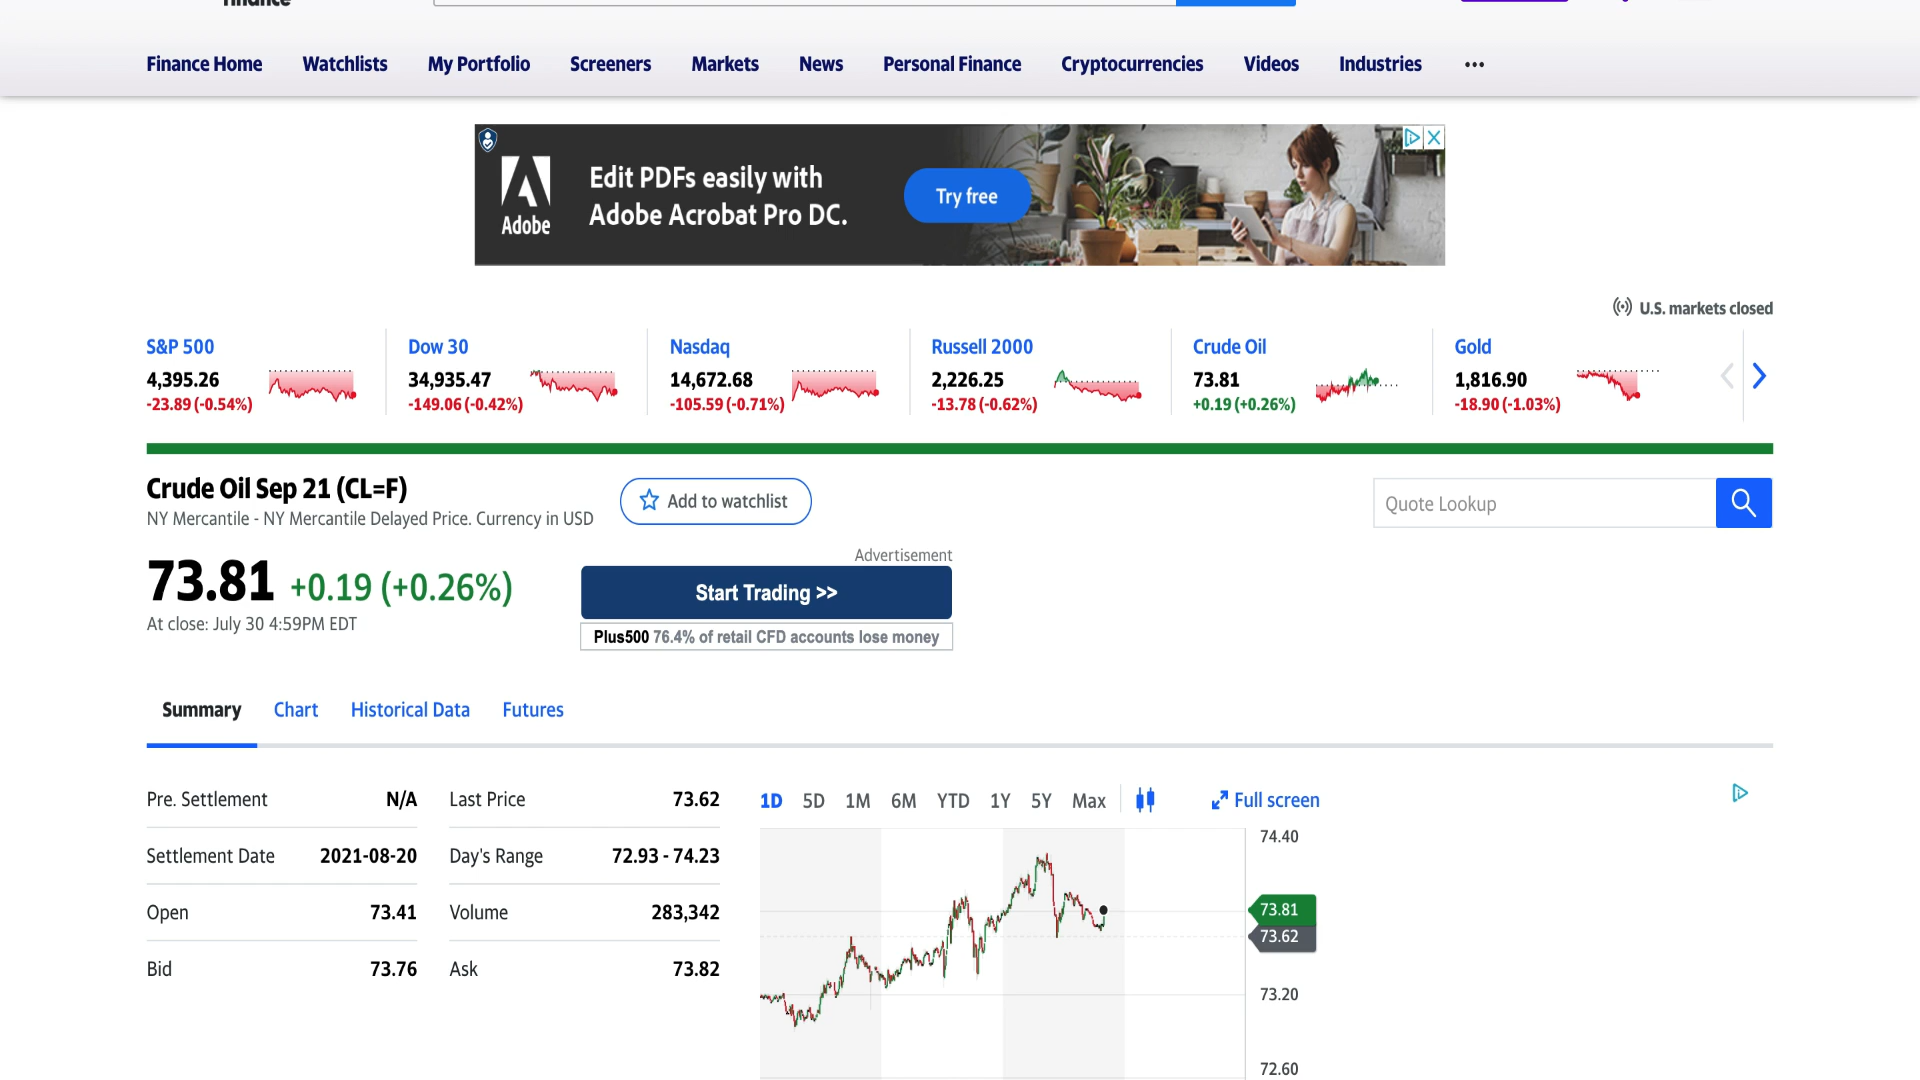 finance
Finance Home Watchlists My Portfolio Screeners Markets News Personal Finance Cryptocurrencies Videos Industries •••
Adobe
Edit PDFs easily with
Adobe Acrobat Pro DC.
Try free
U.S. markets closed
S&P 500 Dow 30 Nasdaq Russell 2000 Crude Oil Gold
4,395.26 34,935.47 14,672.68 2,226.25 73.81 1,816.90
-23.89 (-0.54%) -149.06 (-0.42%) -105.59 (-0.71%) -13.78 (-0.62%) +0.19 (+0.26%) -18.90 (-1.03%)
Crude Oil Sep 21 (CL=F)
NY Mercantile - NY Mercantile Delayed Price. Currency in USD
Add to watchlist
Quote Lookup
73.81 +0.19 (+0.26%)
At close: July 30 4:59PM EDT
Advertisement
Start Trading >>
Plus500 76.4% of retail CFD accounts lose money
Summary Chart Historical Data Futures
Pre. Settlement N/A Last Price 73.62
Settlement Date 2021-08-20 Day's Range 72.93 - 74.23
Open 73.41 Volume 283,342
Bid 73.76 Ask 73.82
1D 5D 1M 6M YTD 1Y 5Y Max Full screen
74.40
73.81
73.62
73.20
72.60